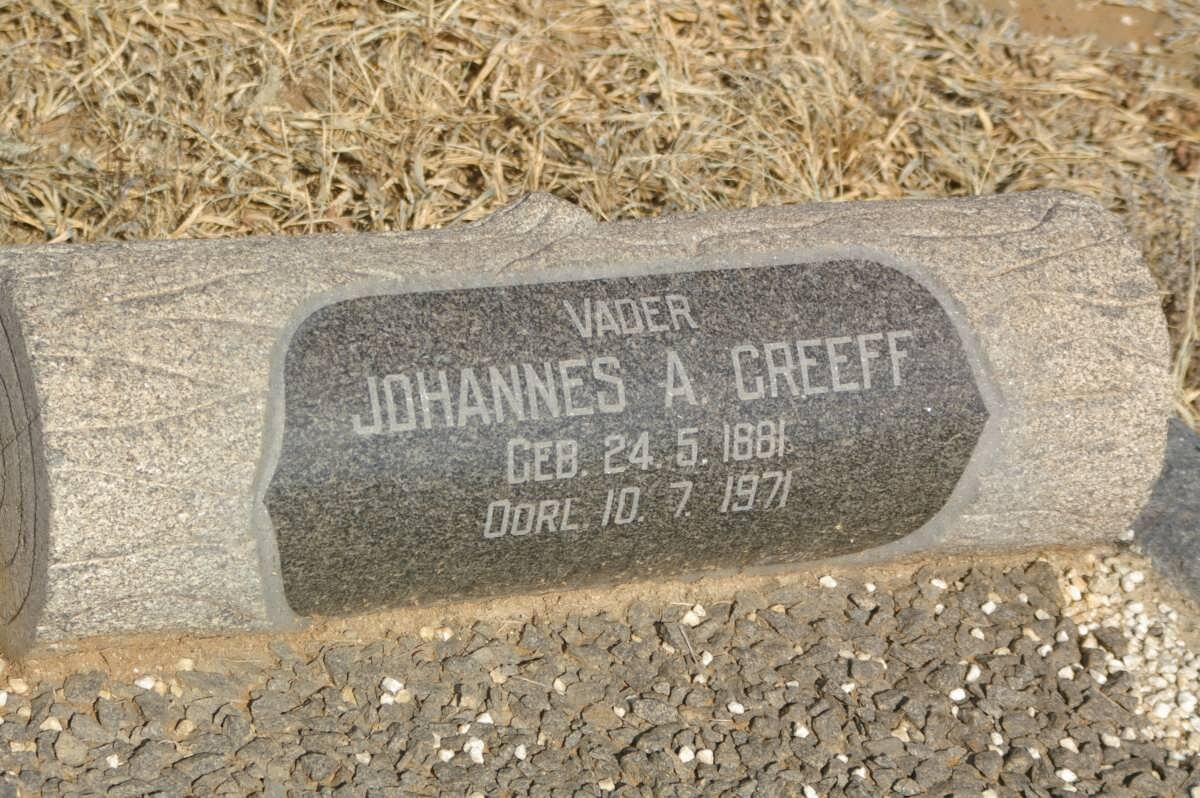 VADER
JOHANNES A. GREEFF
GEB. 24. 5. 1881
OORL. 10. 7. 1971